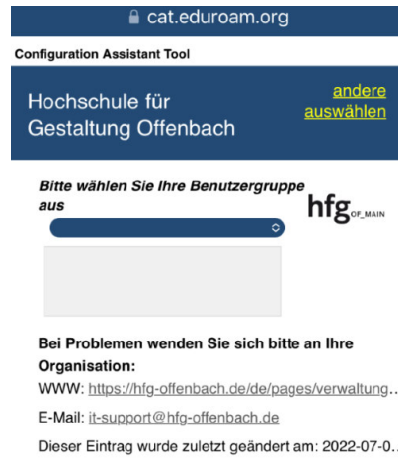 cat.eduroam.org
Configuration Assistant Tool
Hochschule für
Gestaltung Offenbach
andere
auswählen
Bitte wählen Sie Ihre Benutzergruppe
aus
hfg OF_MAIN
Bei Problemen wenden Sie sich bitte an Ihre
Organisation:
WWW: https://hfg-offenbach.de/de/pages/verwaltung..
E-Mail: it-support@hfg-offenbach.de
Dieser Eintrag wurde zuletzt geändert am: 2022-07-0..